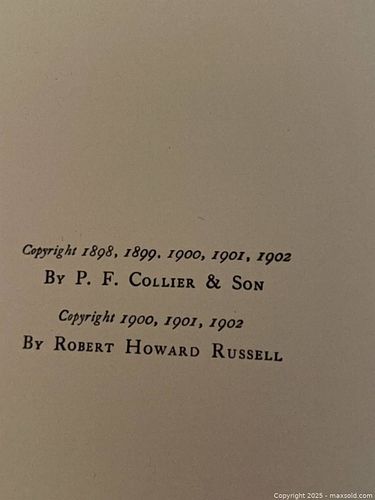 Copyright 1898, 1899. 1900, 1901, 1902
By P. F. Collier & Son
Copyright 1900, 1901, 1902
By Robert Howard Russell
Copyright 2025 - maxsold.com